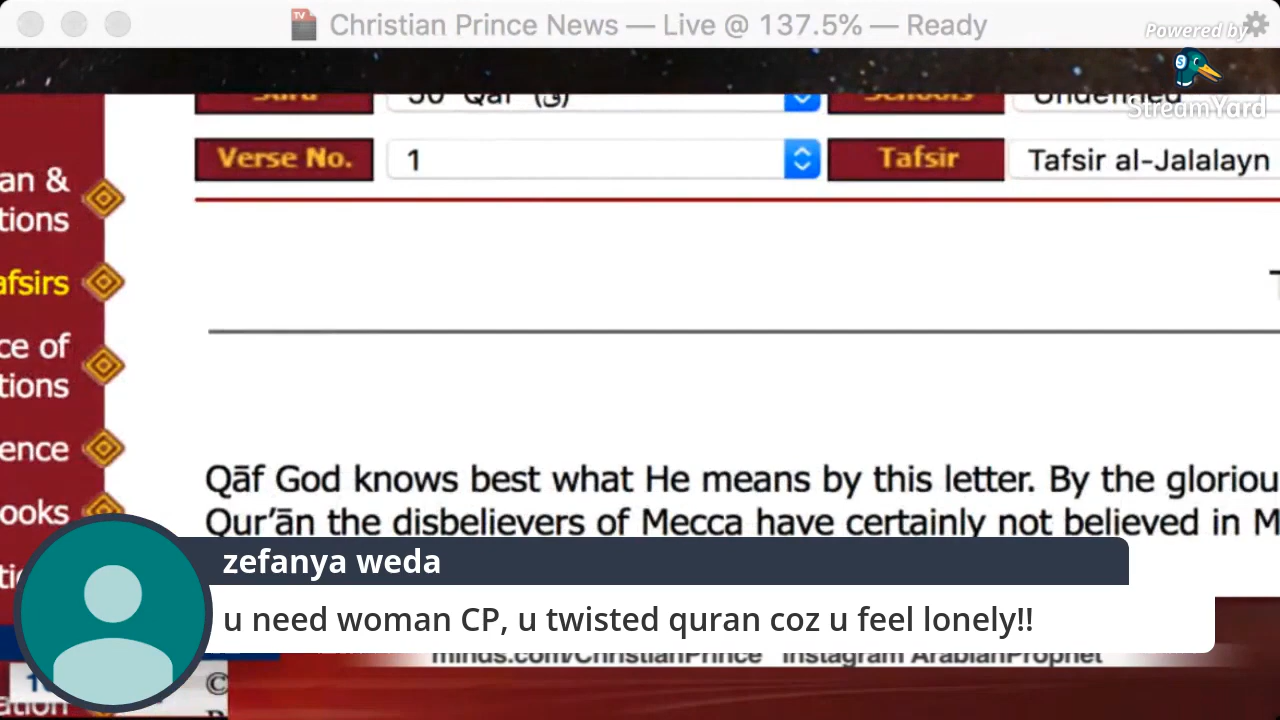 Christian Prince News — Live @ 137.5% — Ready
Powered by
StreamYard
50 Qaf (ق)
Verse No.
1
Tafsir
Tafsir al-Jalalayn
an &
tions
afsirs
ce of
tions
ence
ooks
Qāf God knows best what He means by this letter. By the gloriou
Qur’ān the disbelievers of Mecca have certainly not believed in M
zefanya weda
u need woman CP, u twisted quran coz u feel lonely!!
minds.com/ChristianPrince Instagram ArabianProphet
©